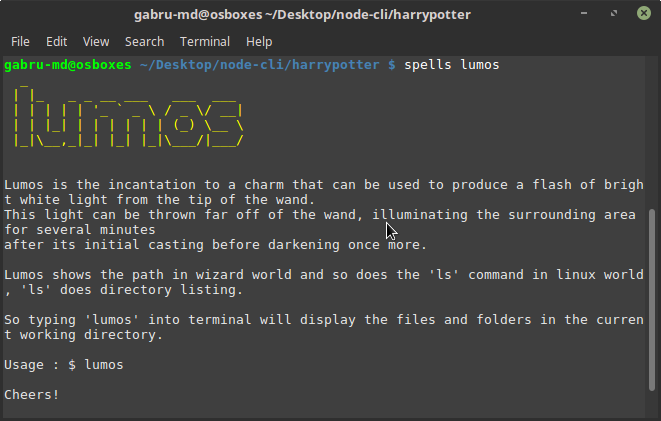 gabru-md@osboxes ~/Desktop/node-cli/harrypotter
File Edit View Search Terminal Help
gabru-md@osboxes ~/Desktop/node-cli/harrypotter $ spells lumos
lumos
Lumos is the incantation to a charm that can be used to produce a flash of brigh
t white light from the tip of the wand.
This light can be thrown far off of the wand, illuminating the surrounding area
for several minutes
after its initial casting before darkening once more.
Lumos shows the path in wizard world and so does the 'ls' command in linux world
, 'ls' does directory listing.
So typing 'lumos' into terminal will display the files and folders in the curren
t working directory.
Usage : $ lumos
Cheers!